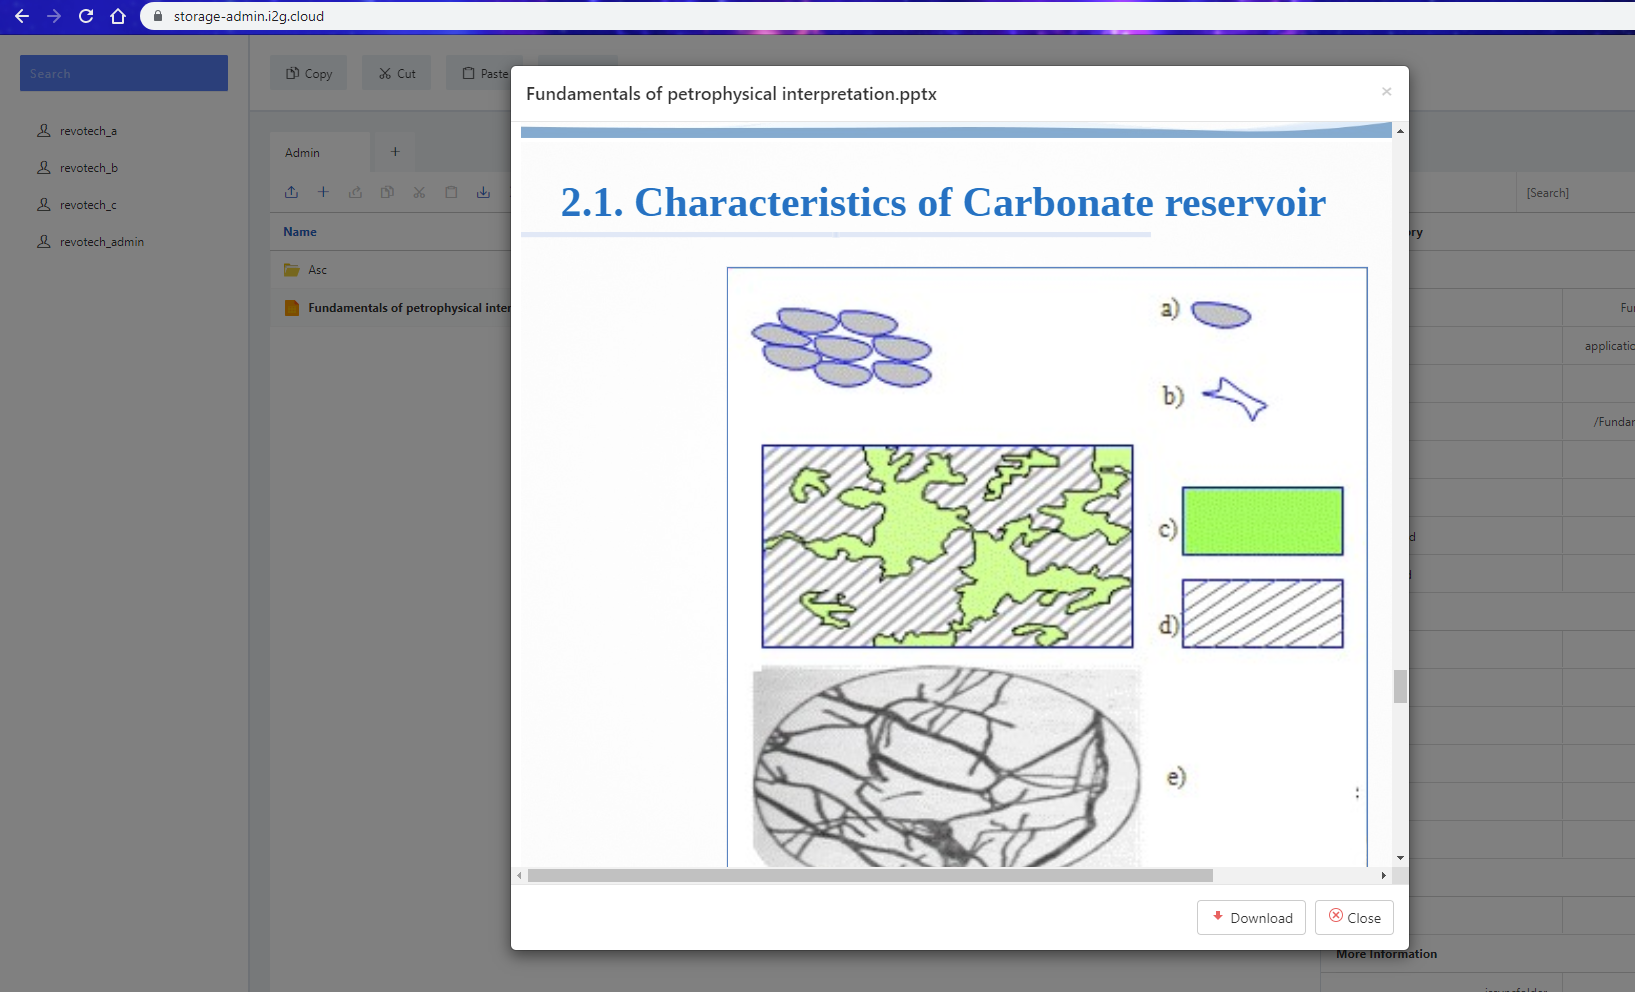 storage-admin.i2g.cloud
Search
Copy
Cut
Paste
revotech_a
revotech_b
revotech_c
revotech_admin
Admin
+
Name
Asc
Fundamentals of petrophysical inter
Fundamentals of petrophysical interpretation.pptx
×
2.1. Characteristics of Carbonate reservoir
a)
b)
c)
d)
e)
:
Download
Close
[Search]
ory
Fu
applicatio
/Fundar
d
More Information